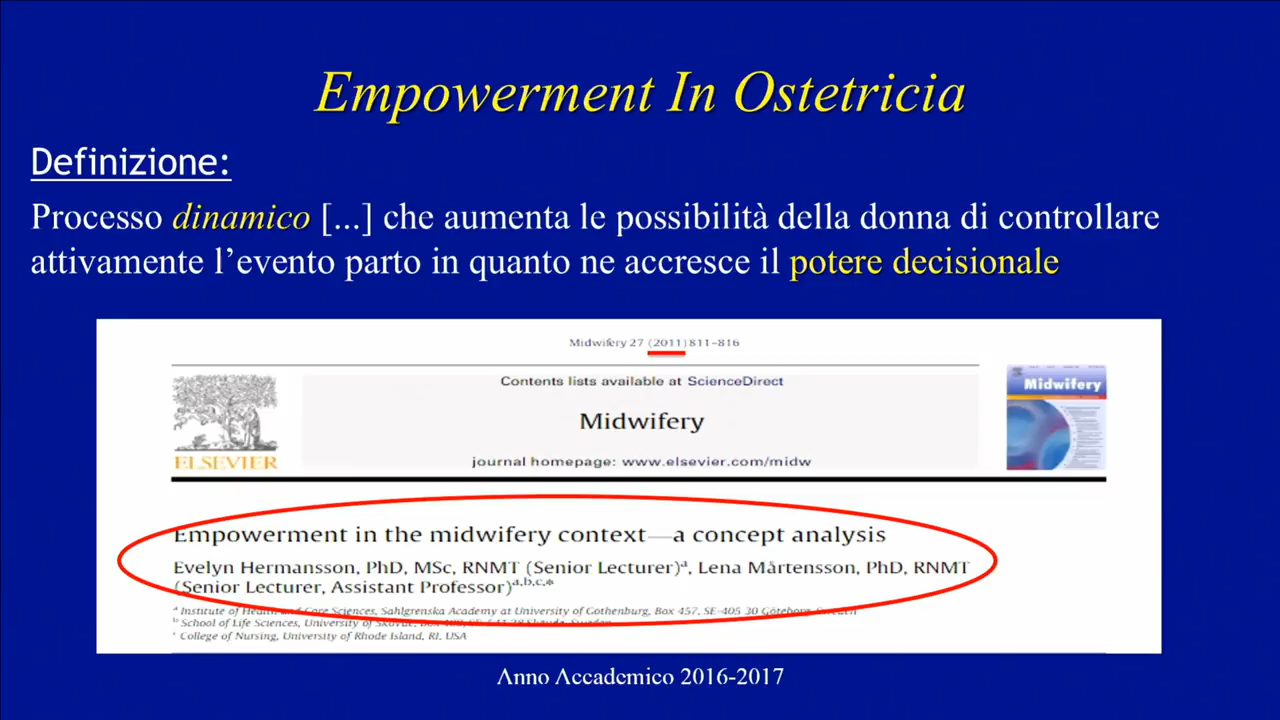 Empowerment In Ostetricia
Definizione:
Processo dinamico [...] che aumenta le possibilità della donna di controllare
attivamente l’evento parto in quanto ne accresce il potere decisionale
Midwifery 27 (2011) 811–816
Contents lists available at ScienceDirect
Midwifery
journal homepage: www.elsevier.com/midw
ELSEVIER
Midwifery
Empowerment in the midwifery context—a concept analysis
Evelyn Hermansson, PhD, MSc, RNMT (Senior Lecturer)a, Lena Mårtensson, PhD, RNMT
(Senior Lecturer, Assistant Professor)a,b,c,*
a Institute of Health and Care Sciences, Sahlgrenska Academy at University of Gothenburg, Box 457, SE-405 30 Göteborg, Sweden
b School of Life Sciences, University of Skövde, Box 408, SE-541 28 Skövde, Sweden
c College of Nursing, University of Rhode Island, RI, USA
Anno Accademico 2016-2017